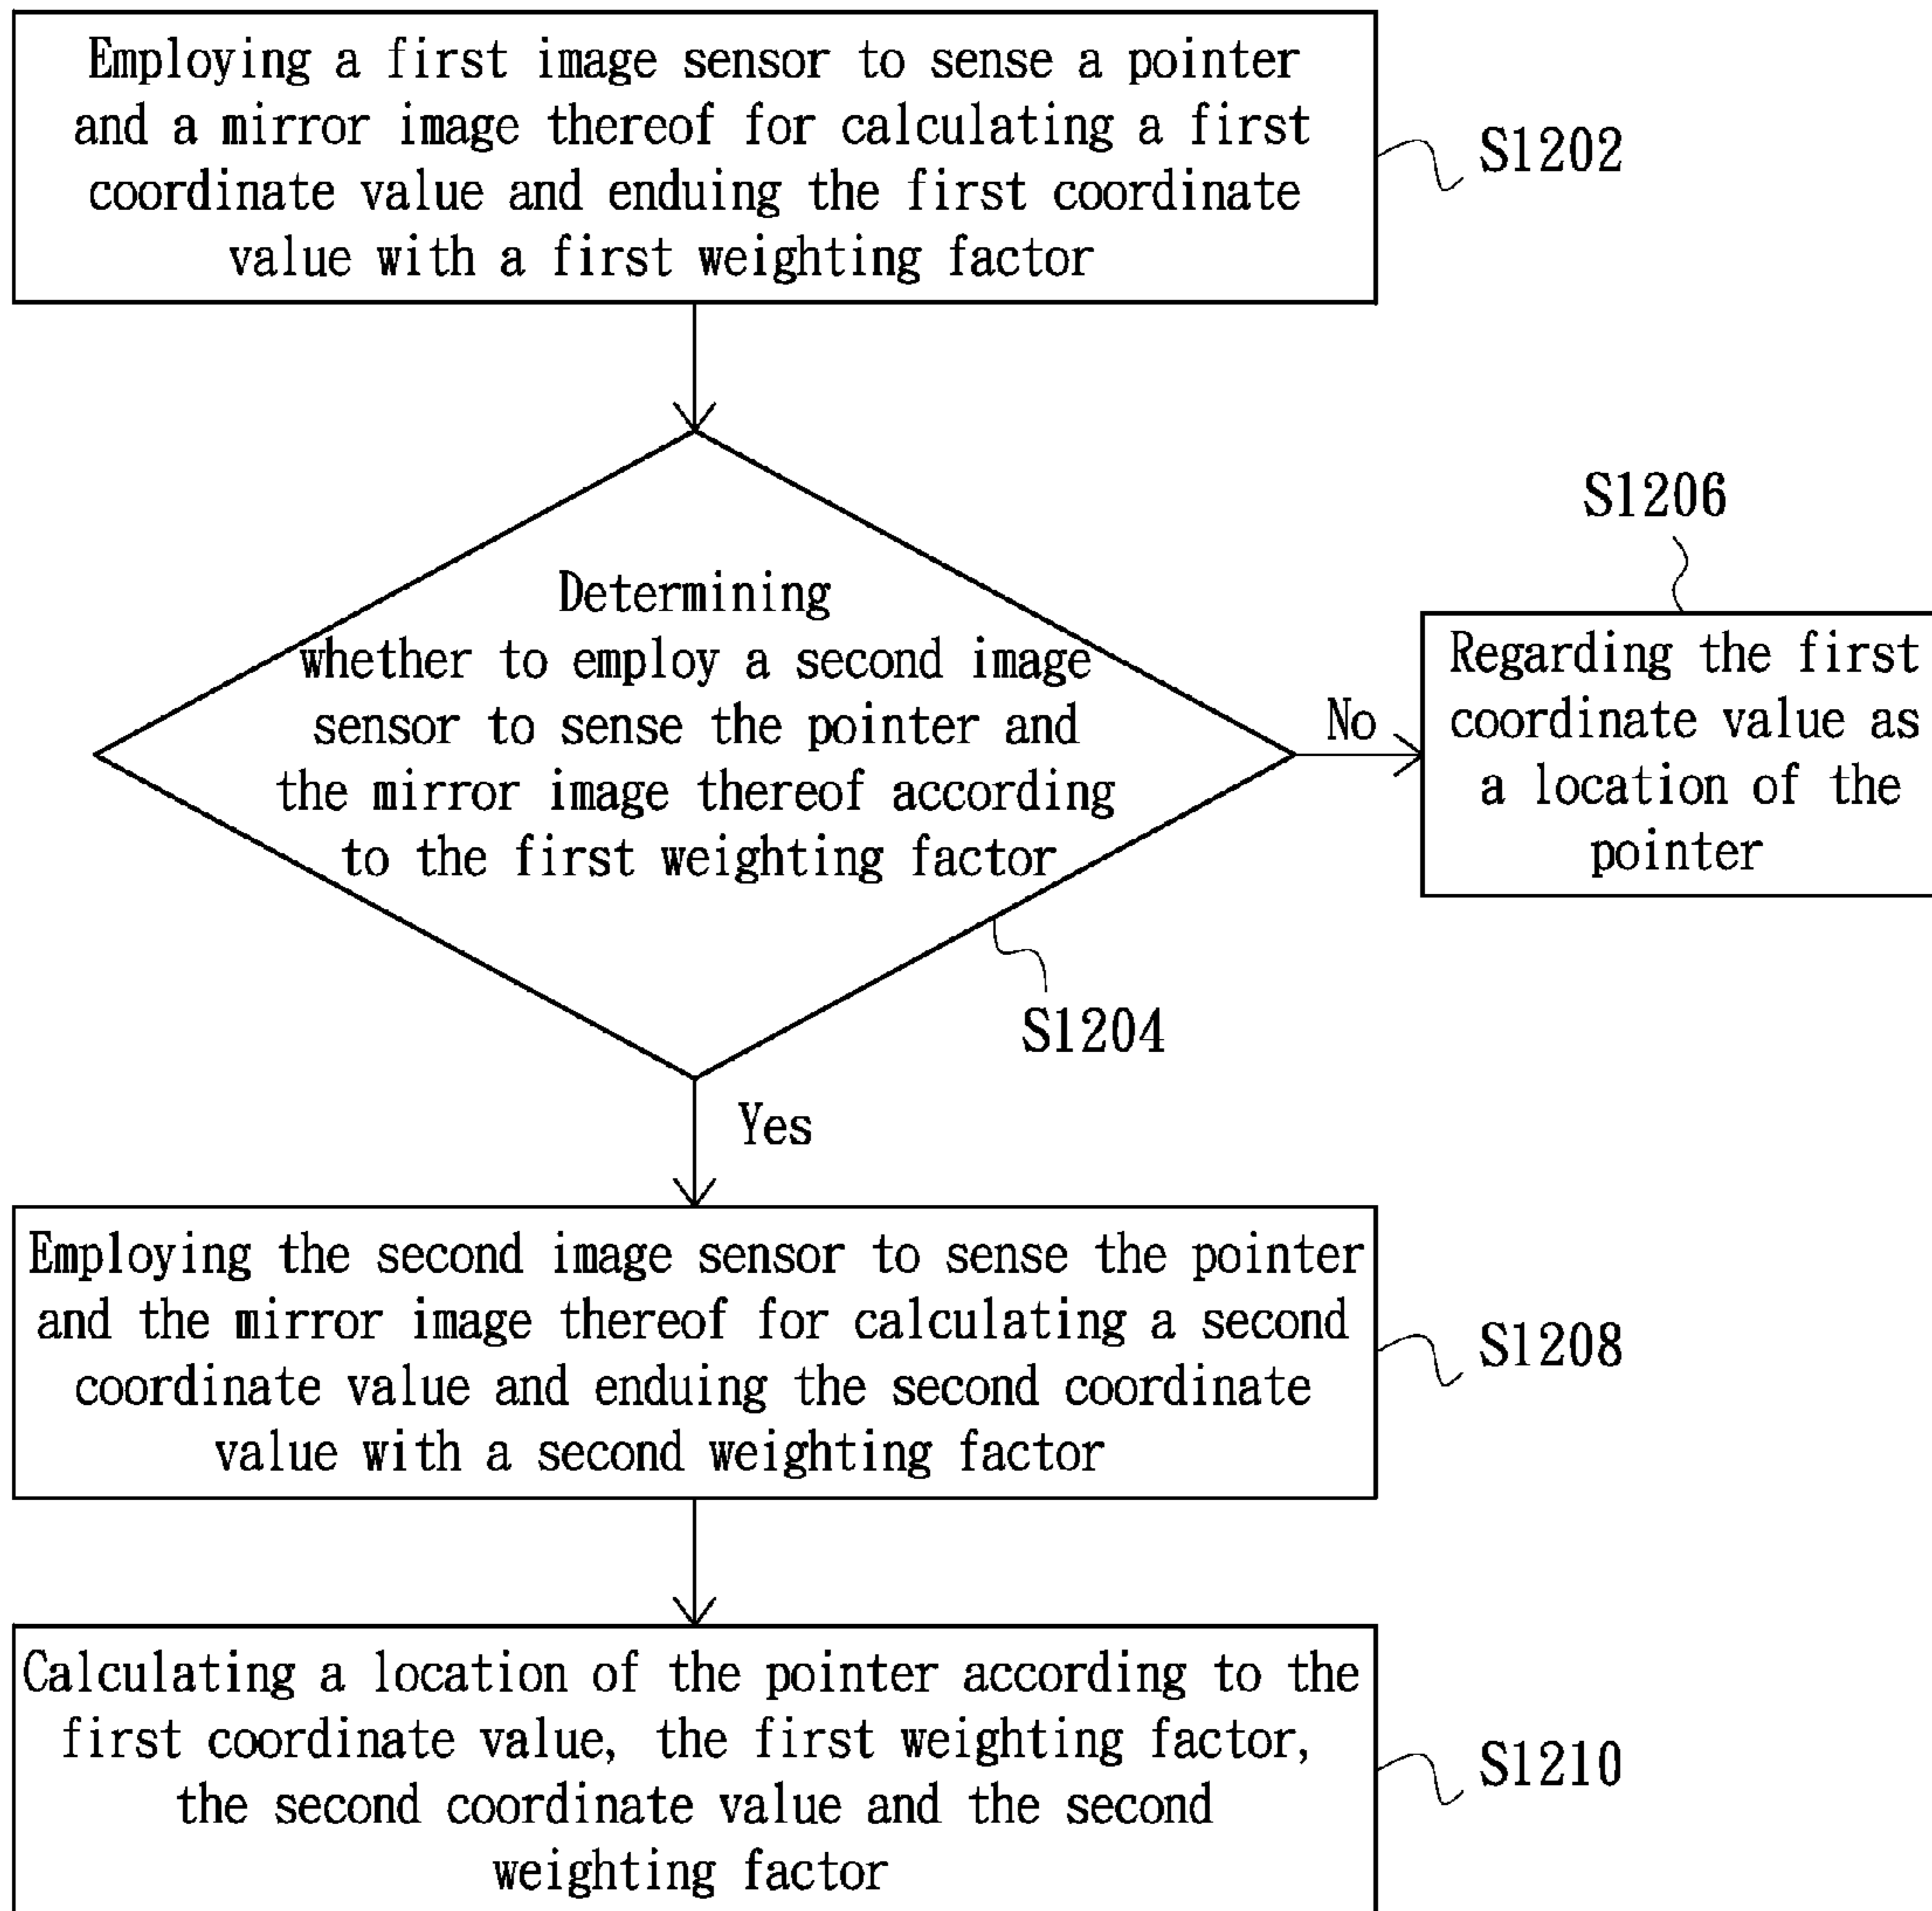 Employing a first image sensor to sense a pointer
and a mirror image thereof for calculating a first
coordinate value and enduing the first coordinate
value with a first weighting factor
S1202
Determining
whether to employ a second image
sensor to sense the pointer and
the mirror image thereof according
to the first weighting factor
S1204
No
S1206
Regarding the first
coordinate value as
a location of the
pointer
Yes
Employing the second image sensor to sense the pointer
and the mirror image thereof for calculating a second
coordinate value and enduing the second coordinate
value with a second weighting factor
S1208
Calculating a location of the pointer according to the
first coordinate value, the first weighting factor,
the second coordinate value and the second
weighting factor
S1210